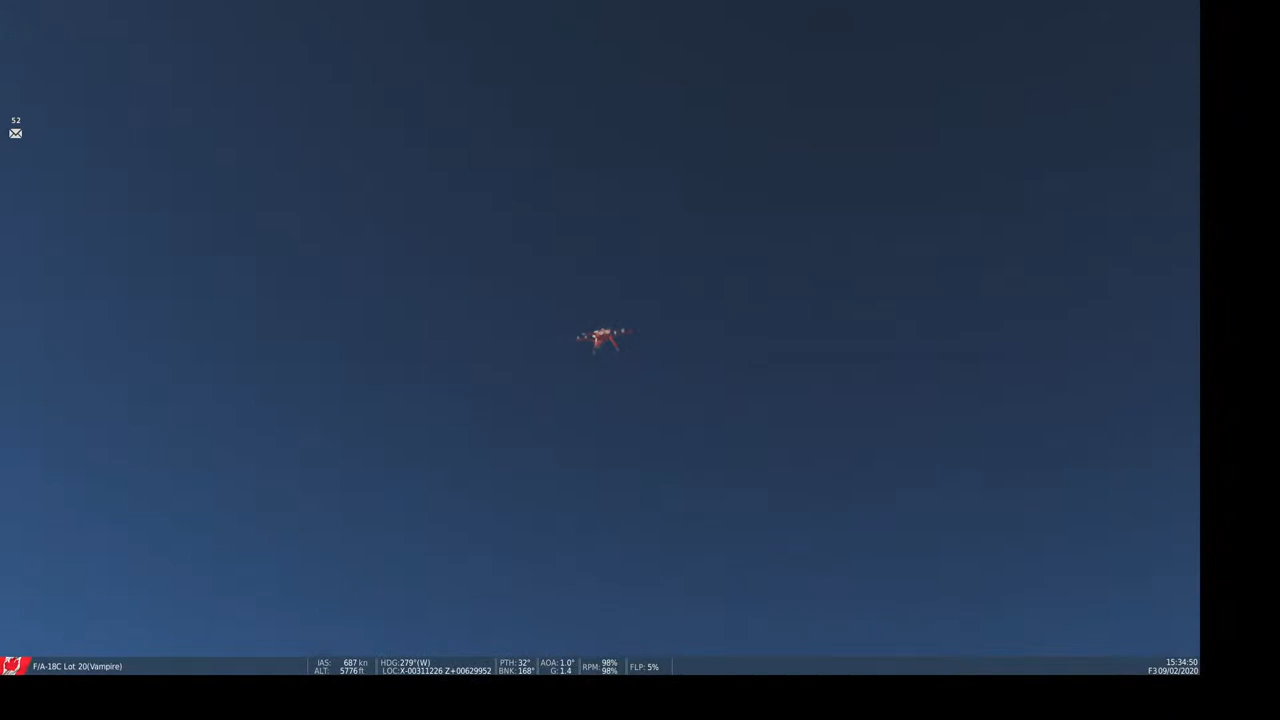 52
F/A-18C Lot 20(Vampire)
IAS: 687 kn
ALT: 5776 ft
HDG: 279°(W)
LOC:X-00311226 Z+00629952
PTH: 32°
BNK: 168°
AOA: 1.0°
G: 1.4
RPM: 98%
98%
FLP: 5%
15:34:50
F3 09/02/2020